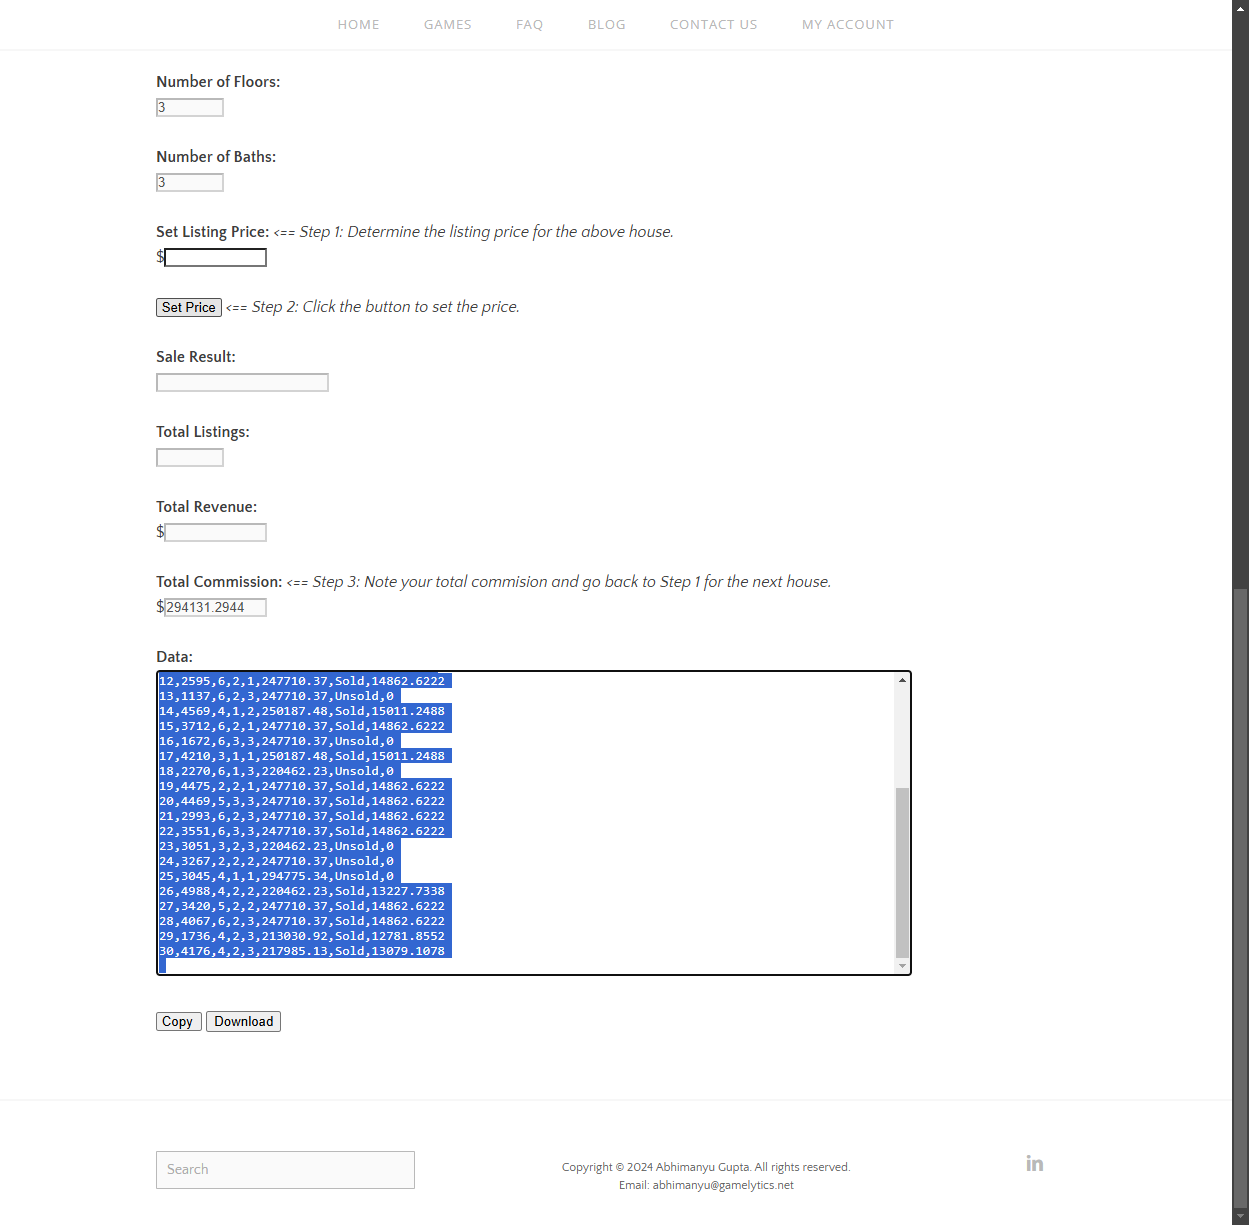 HOME GAMES FAQ BLOG CONTACT US MY ACCOUNT
Number of Floors:
3
Number of Baths:
3
Set Listing Price: <== Step 1: Determine the listing price for the above house.
$
Set Price <== Step 2: Click the button to set the price.
Sale Result:
Total Listings:
Total Revenue:
$
Total Commission: <== Step 3: Note your total commision and go back to Step 1 for the next house.
$294131.2944
Data:
12,2595,6,2,1,247710.37,Sold,14862.6222
13,1137,6,2,3,247710.37,Unsold,0
14,4569,4,1,2,250187.48,Sold,15011.2488
15,3712,6,2,1,247710.37,Sold,14862.6222
16,1672,6,3,3,247710.37,Unsold,0
17,4210,3,1,1,250187.48,Sold,15011.2488
18,2270,6,1,3,220462.23,Unsold,0
19,4475,2,2,1,247710.37,Sold,14862.6222
20,4469,5,3,3,247710.37,Sold,14862.6222
21,2993,6,2,3,247710.37,Sold,14862.6222
22,3551,6,3,3,247710.37,Sold,14862.6222
23,3051,3,2,3,220462.23,Unsold,0
24,3267,2,2,2,247710.37,Unsold,0
25,3045,4,1,1,294775.34,Unsold,0
26,4988,4,2,2,220462.23,Sold,13227.7338
27,3420,5,2,2,247710.37,Sold,14862.6222
28,4067,6,2,3,247710.37,Sold,14862.6222
29,1736,4,2,3,213030.92,Sold,12781.8552
30,4176,4,2,3,217985.13,Sold,13079.1078
Copy Download
Search
Copyright © 2024 Abhimanyu Gupta. All rights reserved.
Email: abhimanyu@gamelytics.net
in